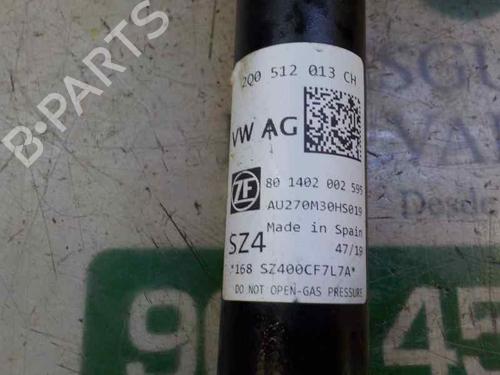 2Q0 512 013 CH
VW AG
ZF
80 1402 002 595
AU270M30HS019
Made in Spain
SZ4
47/19
*168 SZ400CF7L7A*
DO NOT OPEN-GAS PRESSURE
B-PARTS
Desde